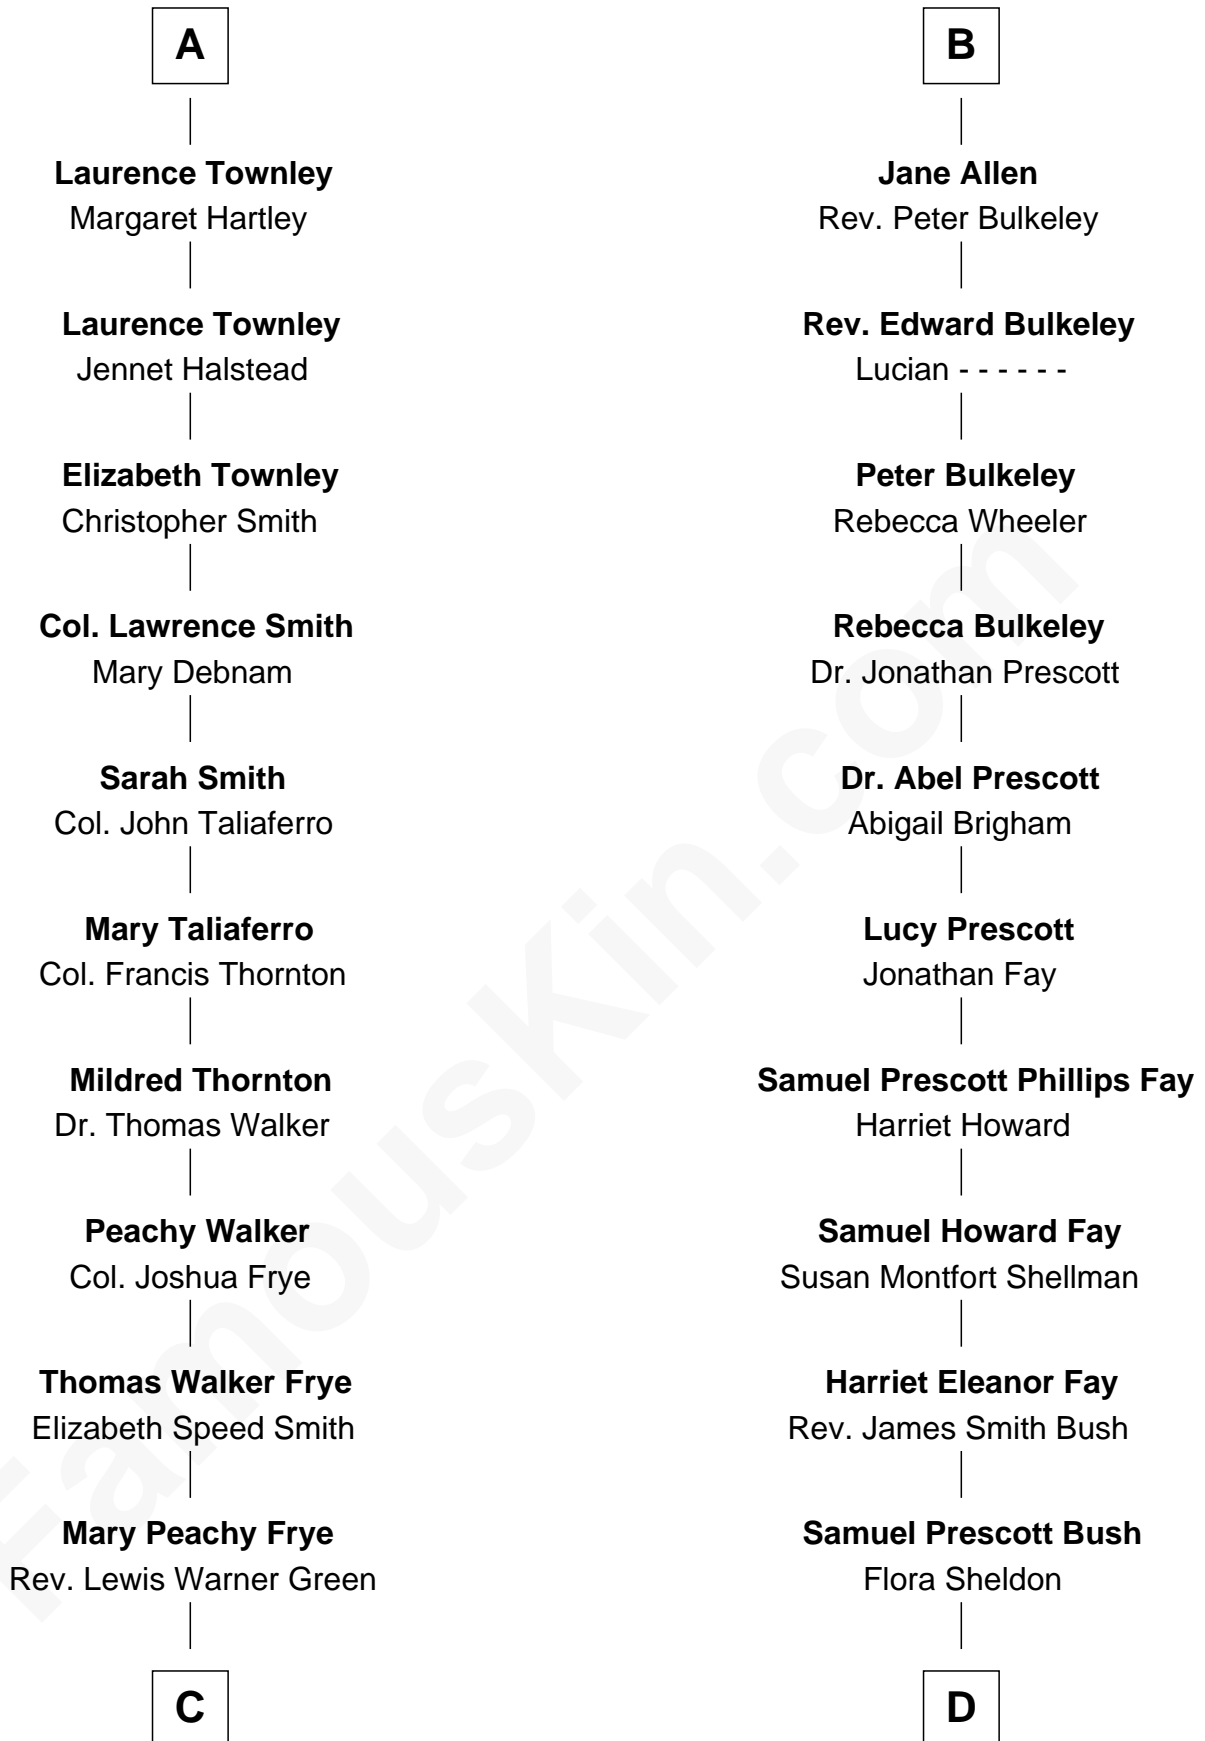 A
Laurence Townley
Margaret Hartley
Laurence Townley
Jennet Halstead
Elizabeth Townley
Christopher Smith
Col. Lawrence Smith
Mary Debnam
Sarah Smith
Col. John Taliaferro
Mary Taliaferro
Col. Francis Thornton
Mildred Thornton
Dr. Thomas Walker
Peachy Walker
Col. Joshua Frye
Thomas Walker Frye
Elizabeth Speed Smith
Mary Peachy Frye
Rev. Lewis Warner Green
C
B
Jane Allen
Rev. Peter Bulkeley
Rev. Edward Bulkeley
Lucian - - - - - -
Peter Bulkeley
Rebecca Wheeler
Rebecca Bulkeley
Dr. Jonathan Prescott
Dr. Abel Prescott
Abigail Brigham
Lucy Prescott
Jonathan Fay
Samuel Prescott Phillips Fay
Harriet Howard
Samuel Howard Fay
Susan Montfort Shellman
Harriet Eleanor Fay
Rev. James Smith Bush
Samuel Prescott Bush
Flora Sheldon
D
FamousKin.com